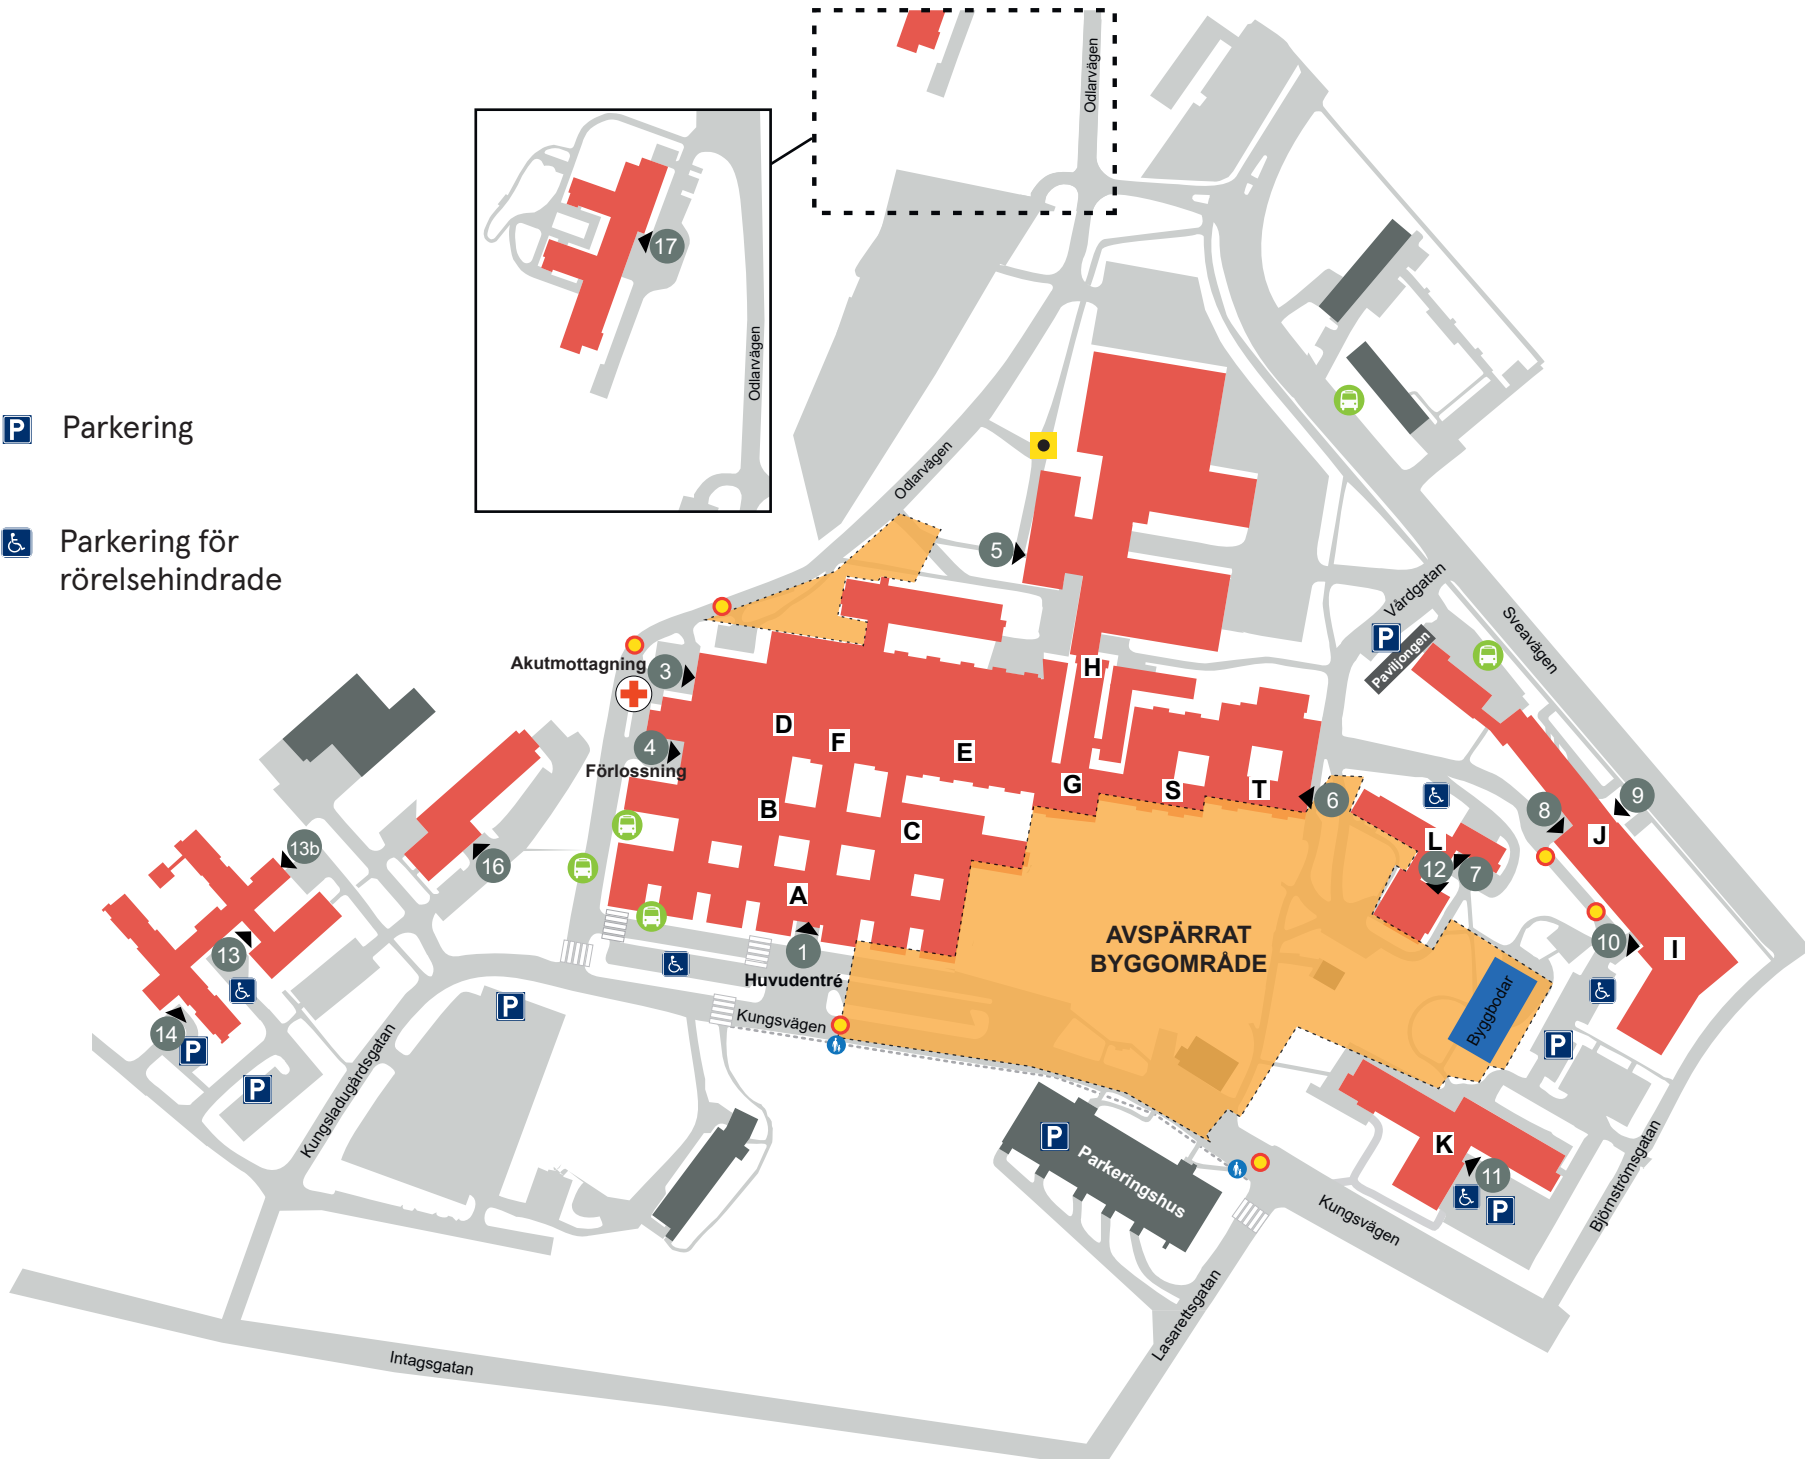 Odlarvägen
17
Odlarvägen
P Parkering
Odlarvägen
5
Parkering för
rörelsehindrade
Vårdgatan
Sveavägen
P
Paviljongen
Akutmottagning
3
H
D
F
E
4
Förlossning
G
S
T
6
B
C
L
8
9
J
13b
16
12
7
A
13
1
Huvudentré
AVSPÄRRAT
BYGGOMRÅDE
10
I
14
P
P
P
Kungsvägen
Byggbodar
P
Kungsladugårdsgatan
P
Parkeringshus
K
11
P
Kungsvägen
Björnströmsgatan
Lasarettsgatan
Intagsgatan